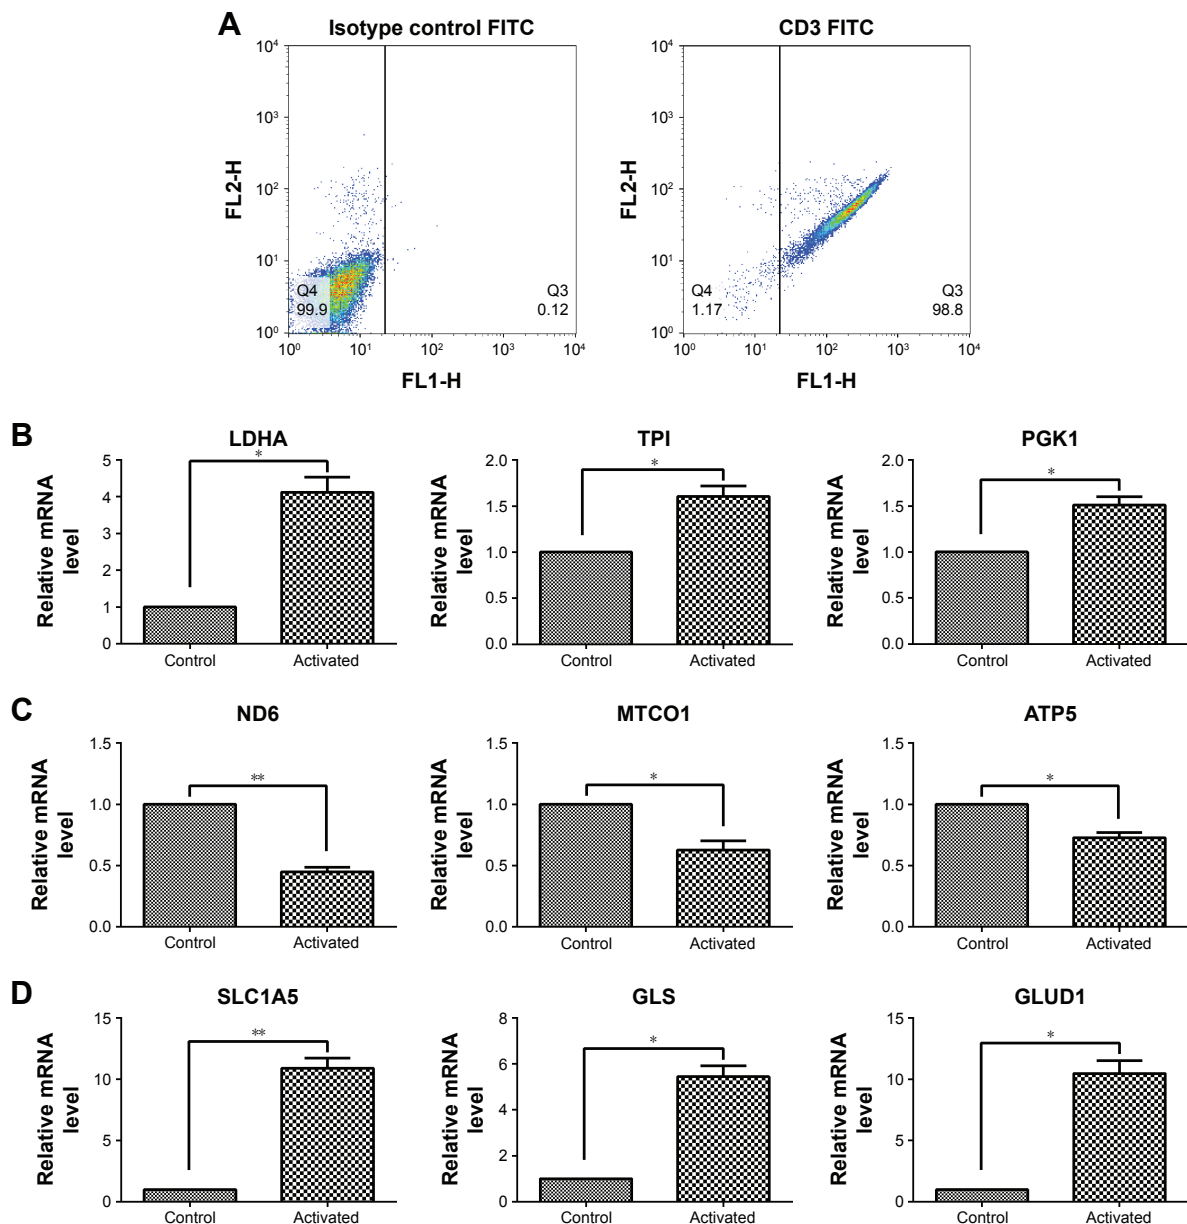 A
Isotype control FITC
CD3 FITC
10⁴
10³
10²
10¹
10⁰
FL2-H
Q4
99.9
Q3
0.12
10⁰ 10¹ 10² 10³ 10⁴
FL1-H
10⁴
10³
10²
10¹
10⁰
FL2-H
Q4
1.17
Q3
98.8
10⁰ 10¹ 10² 10³ 10⁴
FL1-H
B
LDHA
*
Relative mRNA
level
5
4
3
2
1
0
Control Activated
TPI
*
Relative mRNA
level
2.0
1.5
1.0
0.5
0.0
Control Activated
PGK1
*
Relative mRNA
level
2.0
1.5
1.0
0.5
0.0
Control Activated
C
ND6
**
Relative mRNA
level
1.5
1.0
0.5
0.0
Control Activated
MTCO1
*
Relative mRNA
level
1.5
1.0
0.5
0.0
Control Activated
ATP5
*
Relative mRNA
level
1.5
1.0
0.5
0.0
Control Activated
D
SLC1A5
**
Relative mRNA
level
15
10
5
0
Control Activated
GLS
*
Relative mRNA
level
8
6
4
2
0
Control Activated
GLUD1
*
Relative mRNA
level
15
10
5
0
Control Activated